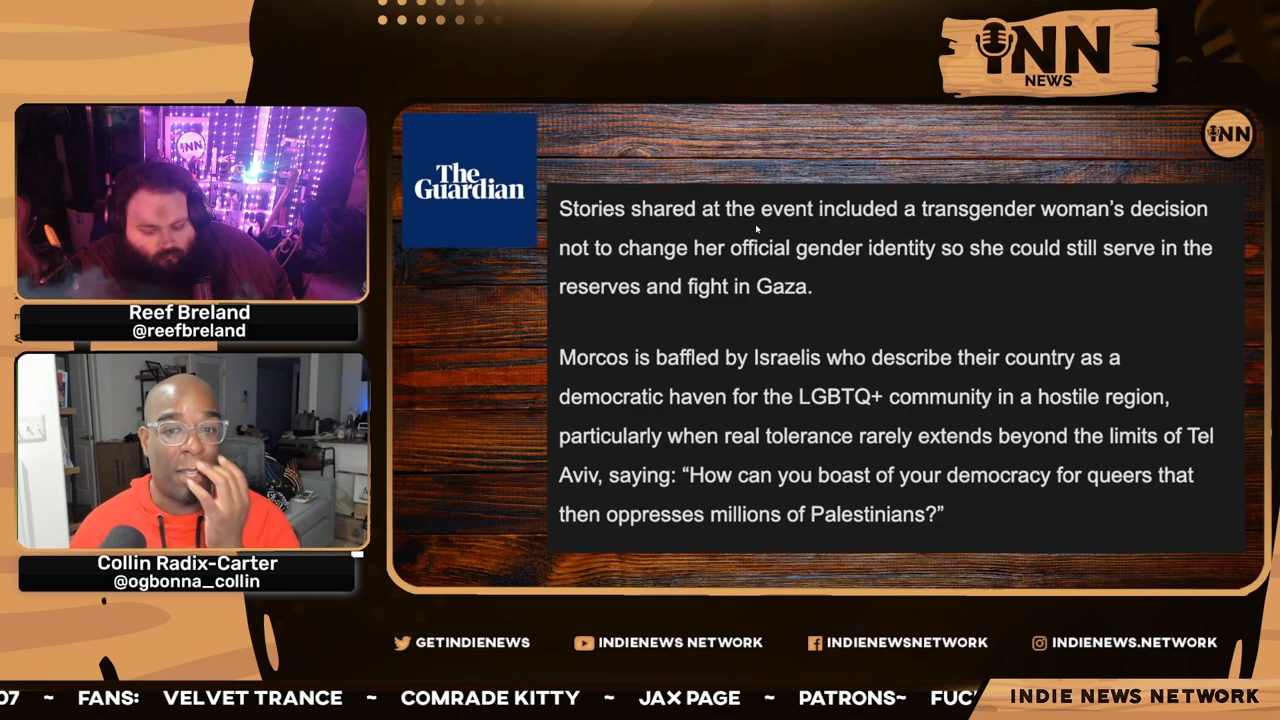 iNN
NEWS
iNN
iNN
The
Guardian
Stories shared at the event included a transgender woman’s decision
not to change her official gender identity so she could still serve in the
reserves and fight in Gaza.
Morcos is baffled by Israelis who describe their country as a
democratic haven for the LGBTQ+ community in a hostile region,
particularly when real tolerance rarely extends beyond the limits of Tel
Aviv, saying: “How can you boast of your democracy for queers that
then oppresses millions of Palestinians?”
Reef Breland
@reefbreland
Collin Radix-Carter
@ogbonna_collin
GETINDIENEWS
INDIENEWS NETWORK
INDIENEWSNETWORK
INDIENEWS.NETWORK
07 ~ FANS: VELVET TRANCE ~ COMRADE KITTY ~ JAX PAGE ~ PATRONS~ FUC
INDIE NEWS NETWORK